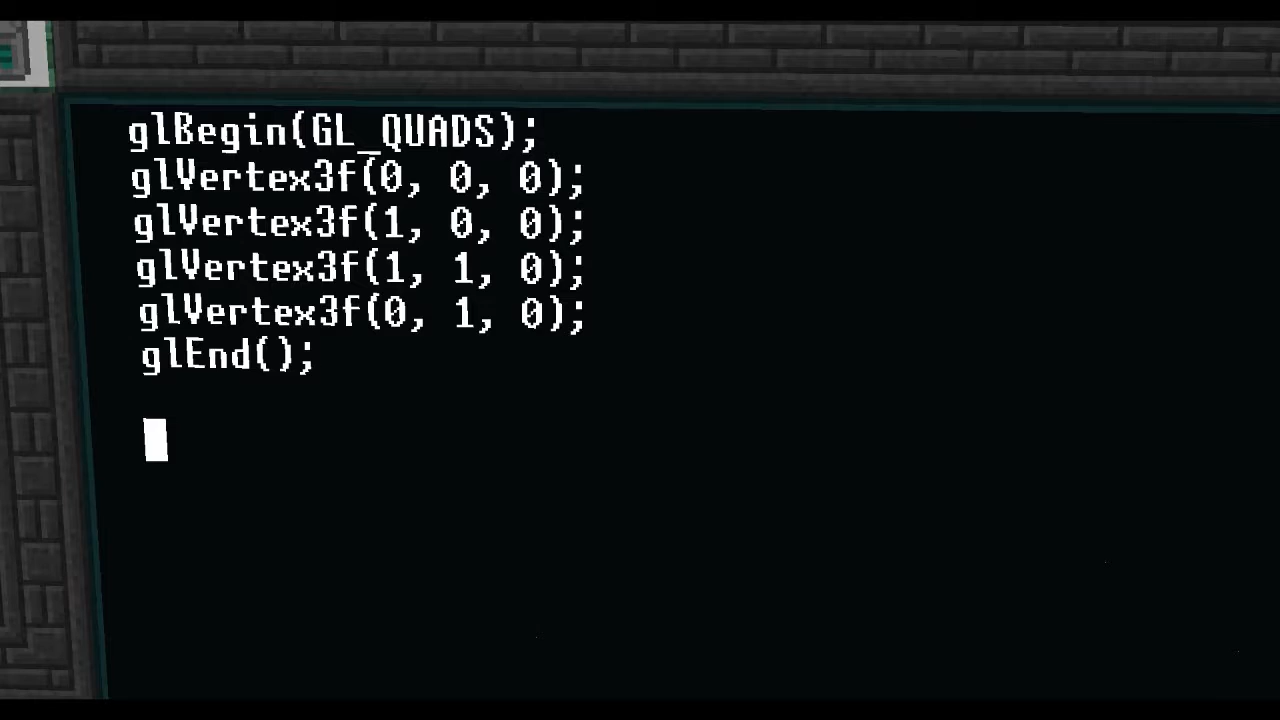 glBegin(GL_QUADS);
glVertex3f(0, 0, 0);
glVertex3f(1, 0, 0);
glVertex3f(1, 1, 0);
glVertex3f(0, 1, 0);
glEnd();